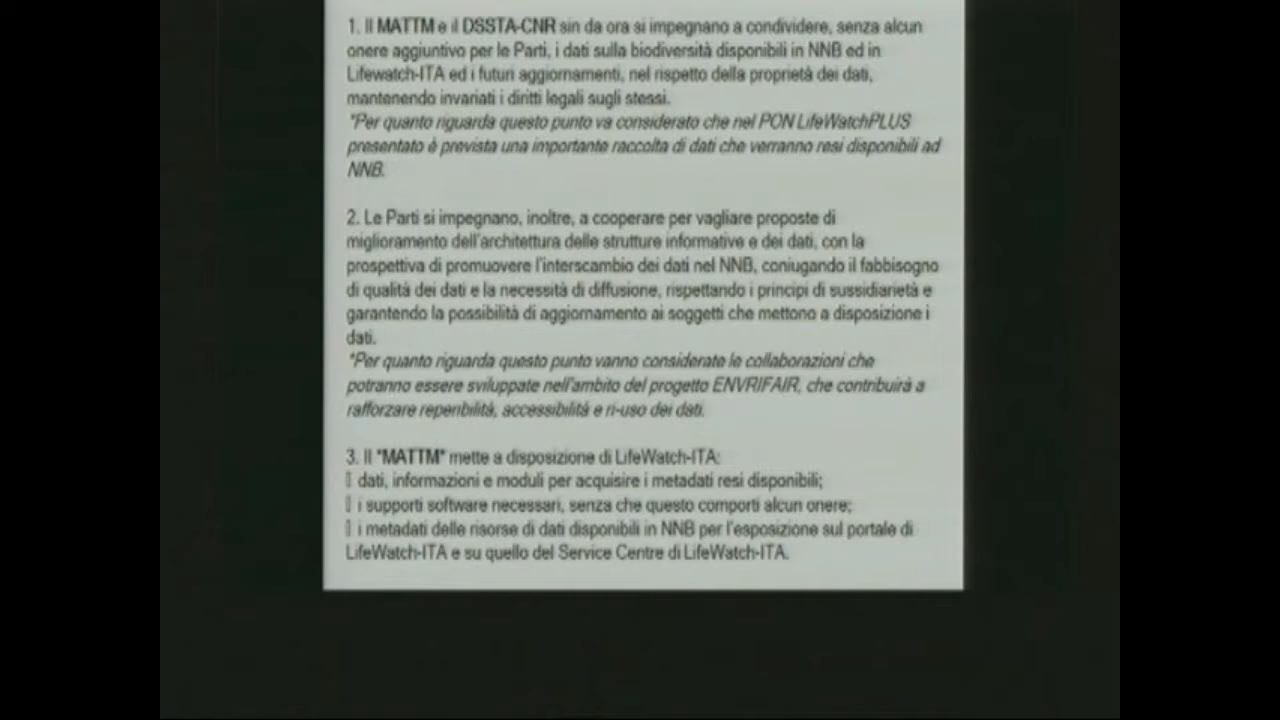 1. Il MATTM e il DSSTA-CNR sin da ora si impegnano a condividere, senza alcun
onere aggiuntivo per le Parti, i dati sulla biodiversità disponibili in NNB ed in
Lifewatch-ITA ed i futuri aggiornamenti, nel rispetto della proprietà dei dati,
mantenendo invariati i diritti legali sugli stessi.
*Per quanto riguarda questo punto va considerato che nel PON LifeWatchPLUS
presentato è prevista una importante raccolta di dati che verranno resi disponibili ad
NNB.
2. Le Parti si impegnano, inoltre, a cooperare per vagliare proposte di
miglioramento dell'architettura delle strutture informative e dei dati, con la
prospettiva di promuovere l'interscambio dei dati nel NNB, coniugando il fabbisogno
di qualità dei dati e la necessità di diffusione, rispettando i principi di sussidiarietà e
garantendo la possibilità di aggiornamento ai soggetti che mettono a disposizione i
dati.
*Per quanto riguarda questo punto vanno considerate le collaborazioni che
potranno essere sviluppate nell'ambito del progetto ENVRIFAIR, che contribuirà a
rafforzare reperibilità, accessibilità e ri-uso dei dati.
3. Il "MATTM" mette a disposizione di LifeWatch-ITA:
dati, informazioni e moduli per acquisire i metadati resi disponibili;
i supporti software necessari, senza che questo comporti alcun onere;
i metadati delle risorse di dati disponibili in NNB per l'esposizione sul portale di
LifeWatch-ITA e su quello del Service Centre di LifeWatch-ITA.